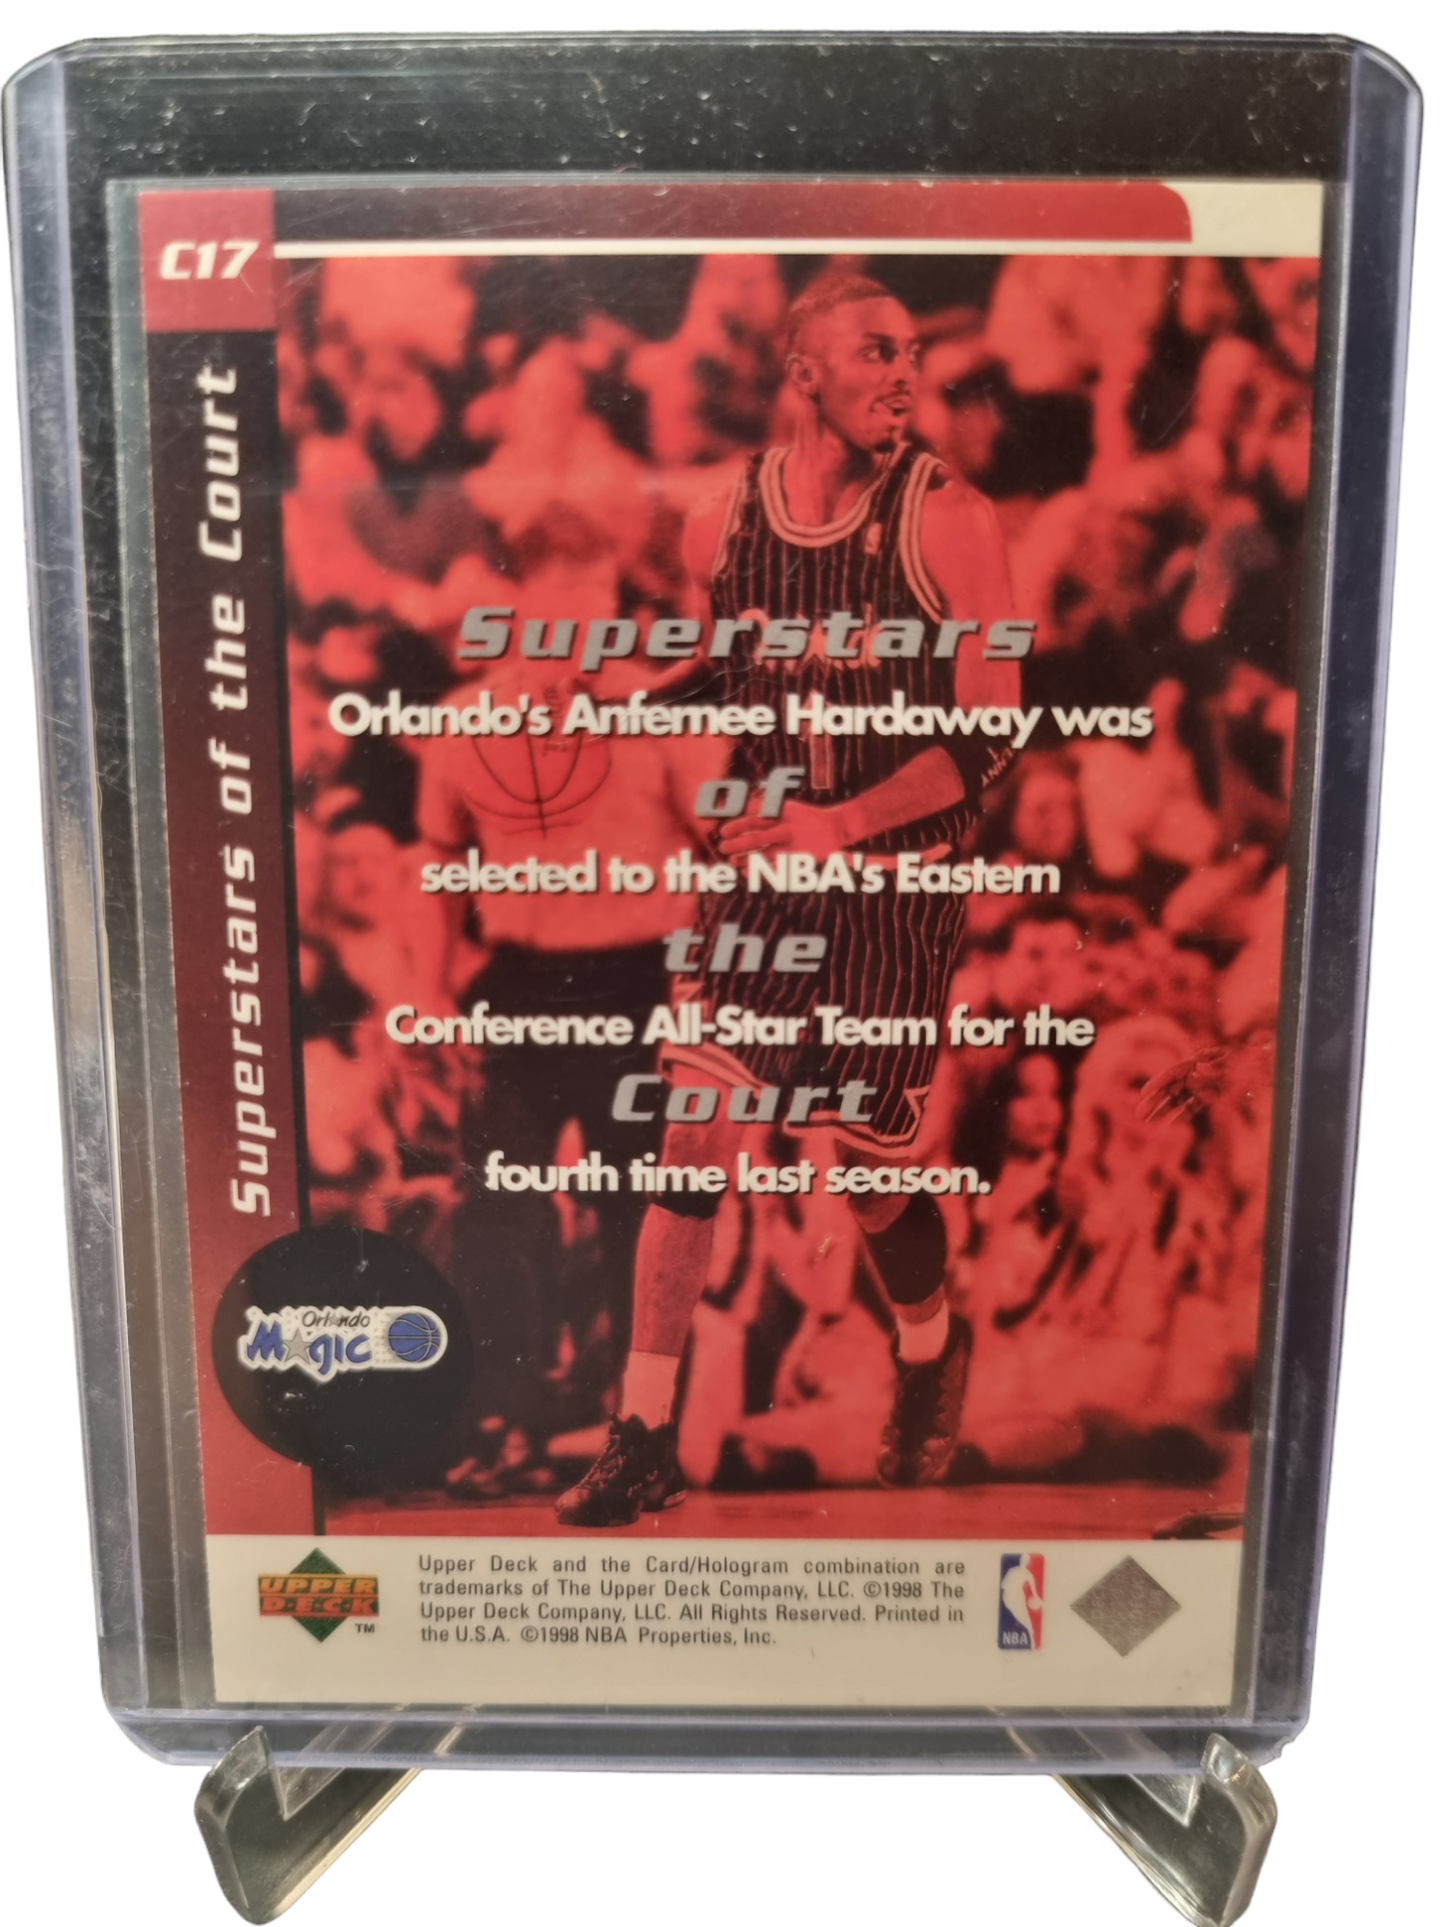 C17
Superstars of the Court
Superstars
Orlando's Anfernee Hardaway was
of
selected to the NBA's Eastern
the
Conference All-Star Team for the
Court
fourth time last season.
Orlando
Magic
UPPER
D·E·C·K
TM
Upper Deck and the Card/Hologram combination are
trademarks of The Upper Deck Company, LLC. ©1998 The
Upper Deck Company, LLC. All Rights Reserved. Printed in
the U.S.A. ©1998 NBA Properties, Inc.
NBA